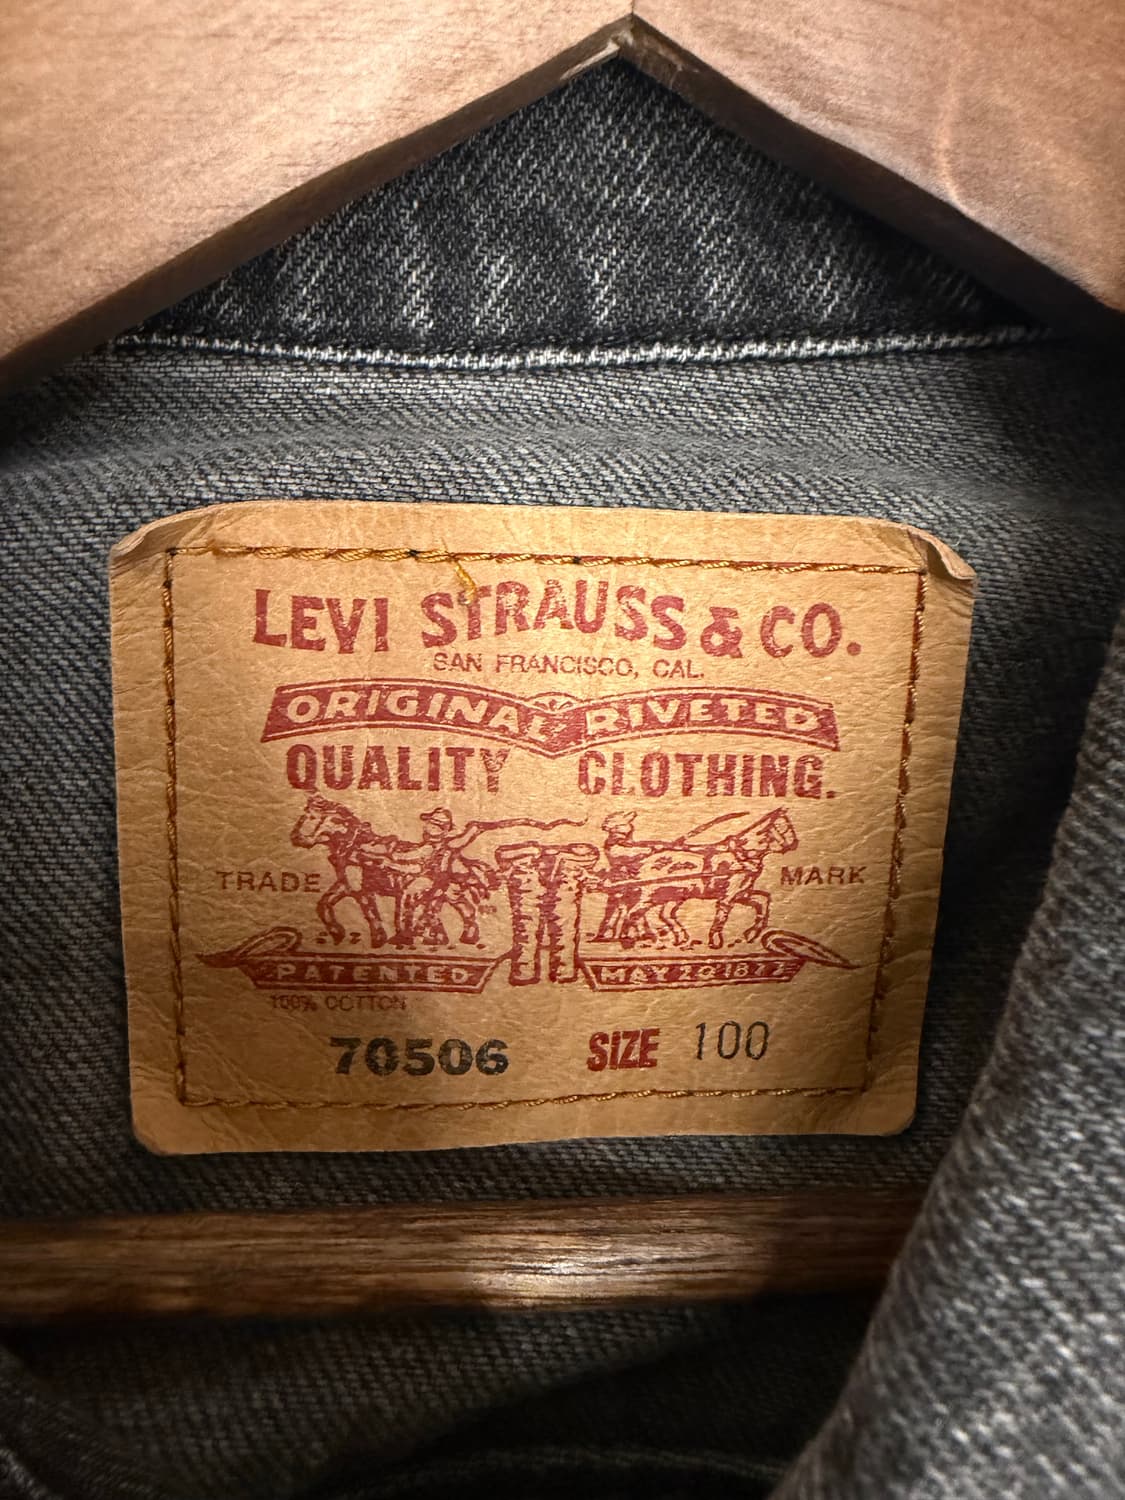 LEVI STRAUSS & CO.
SAN FRANCISCO, CAL.
ORIGINAL RIVETED
QUALITY CLOTHING.
TRADE MARK
PATENTED MAY 20 1873
100% COTTON
70506 SIZE 100